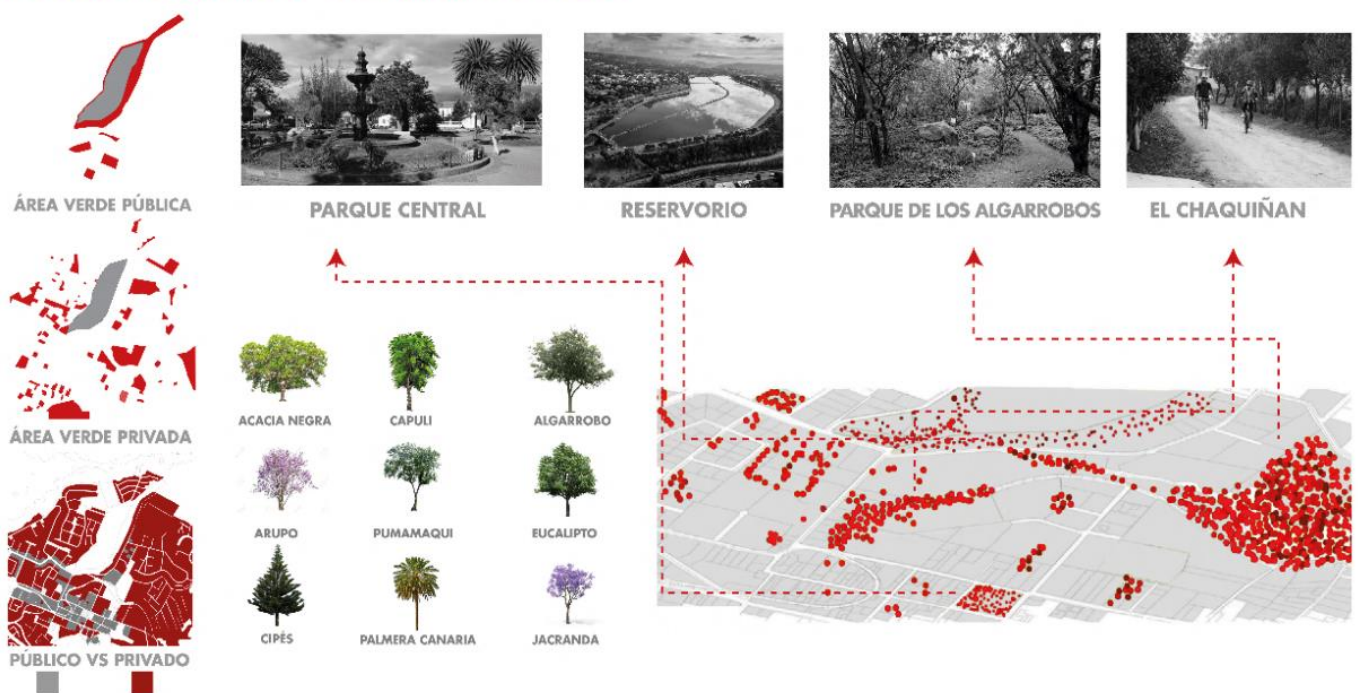 ÁREA VERDE PÚBLICA
ÁREA VERDE PRIVADA
PÚBLICO VS PRIVADO
PARQUE CENTRAL
RESERVORIO
PARQUE DE LOS ALGARROBOS
EL CHAQUIÑAN
ACACIA NEGRA
CAPULI
ALGARROBO
ARUPO
PUMAMAQUI
EUCALIPTO
CIPÉS
PALMERA CANARIA
JACRANDA